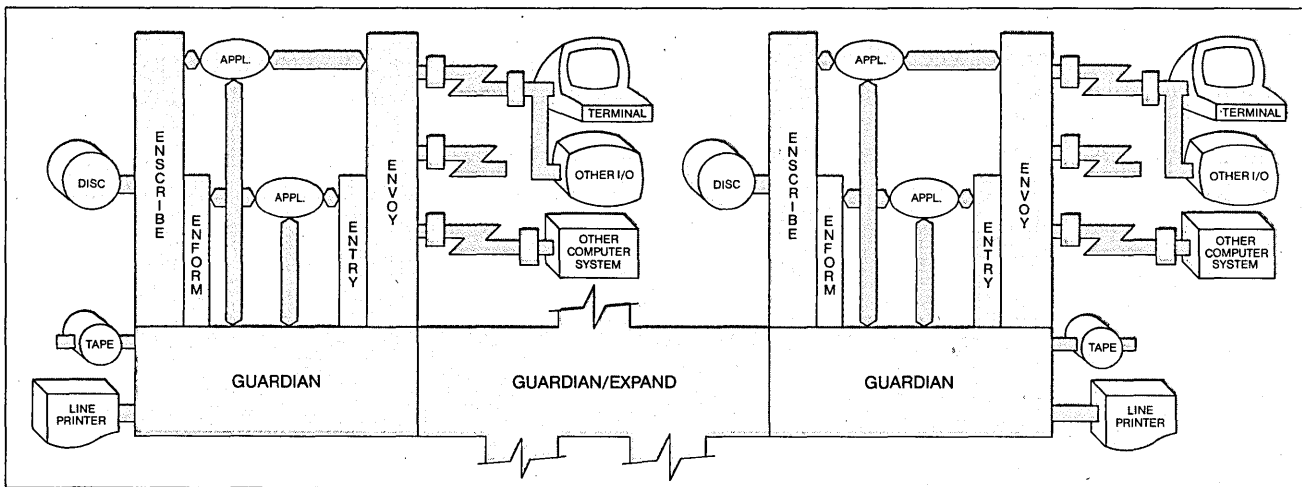 APPL.
TERMINAL
ENSCRIBE
ENVOY
DISC
OTHER I/O
APPL.
ENFORM
ENTRY
OTHER
COMPUTER
SYSTEM
TAPE
LINE
PRINTER
GUARDIAN
GUARDIAN/EXPAND
APPL.
TERMINAL
ENSCRIBE
ENVOY
DISC
OTHER I/O
APPL.
ENFORM
ENTRY
OTHER
COMPUTER
SYSTEM
TAPE
GUARDIAN
LINE
PRINTER